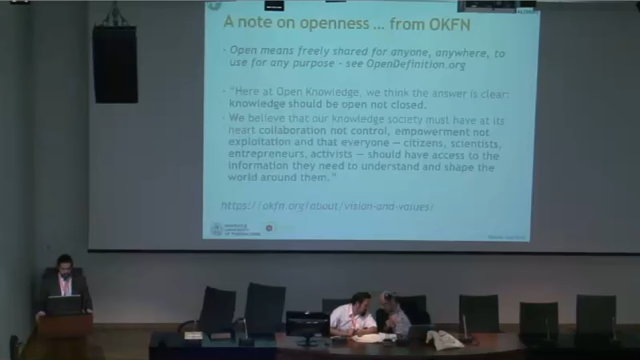 A note on openness ... from OKFN
- Open means freely shared for anyone, anywhere, to
use for any purpose - see OpenDefinition.org
- "Here at Open Knowledge, we think the answer is clear:
knowledge should be open not closed.
- We believe that our knowledge society must have at its
heart collaboration not control, empowerment not
exploitation and that everyone — citizens, scientists,
entrepreneurs, activists — should have access to the
information they need to understand and shape the
world around them."
https://okfn.org/about/vision-and-values/